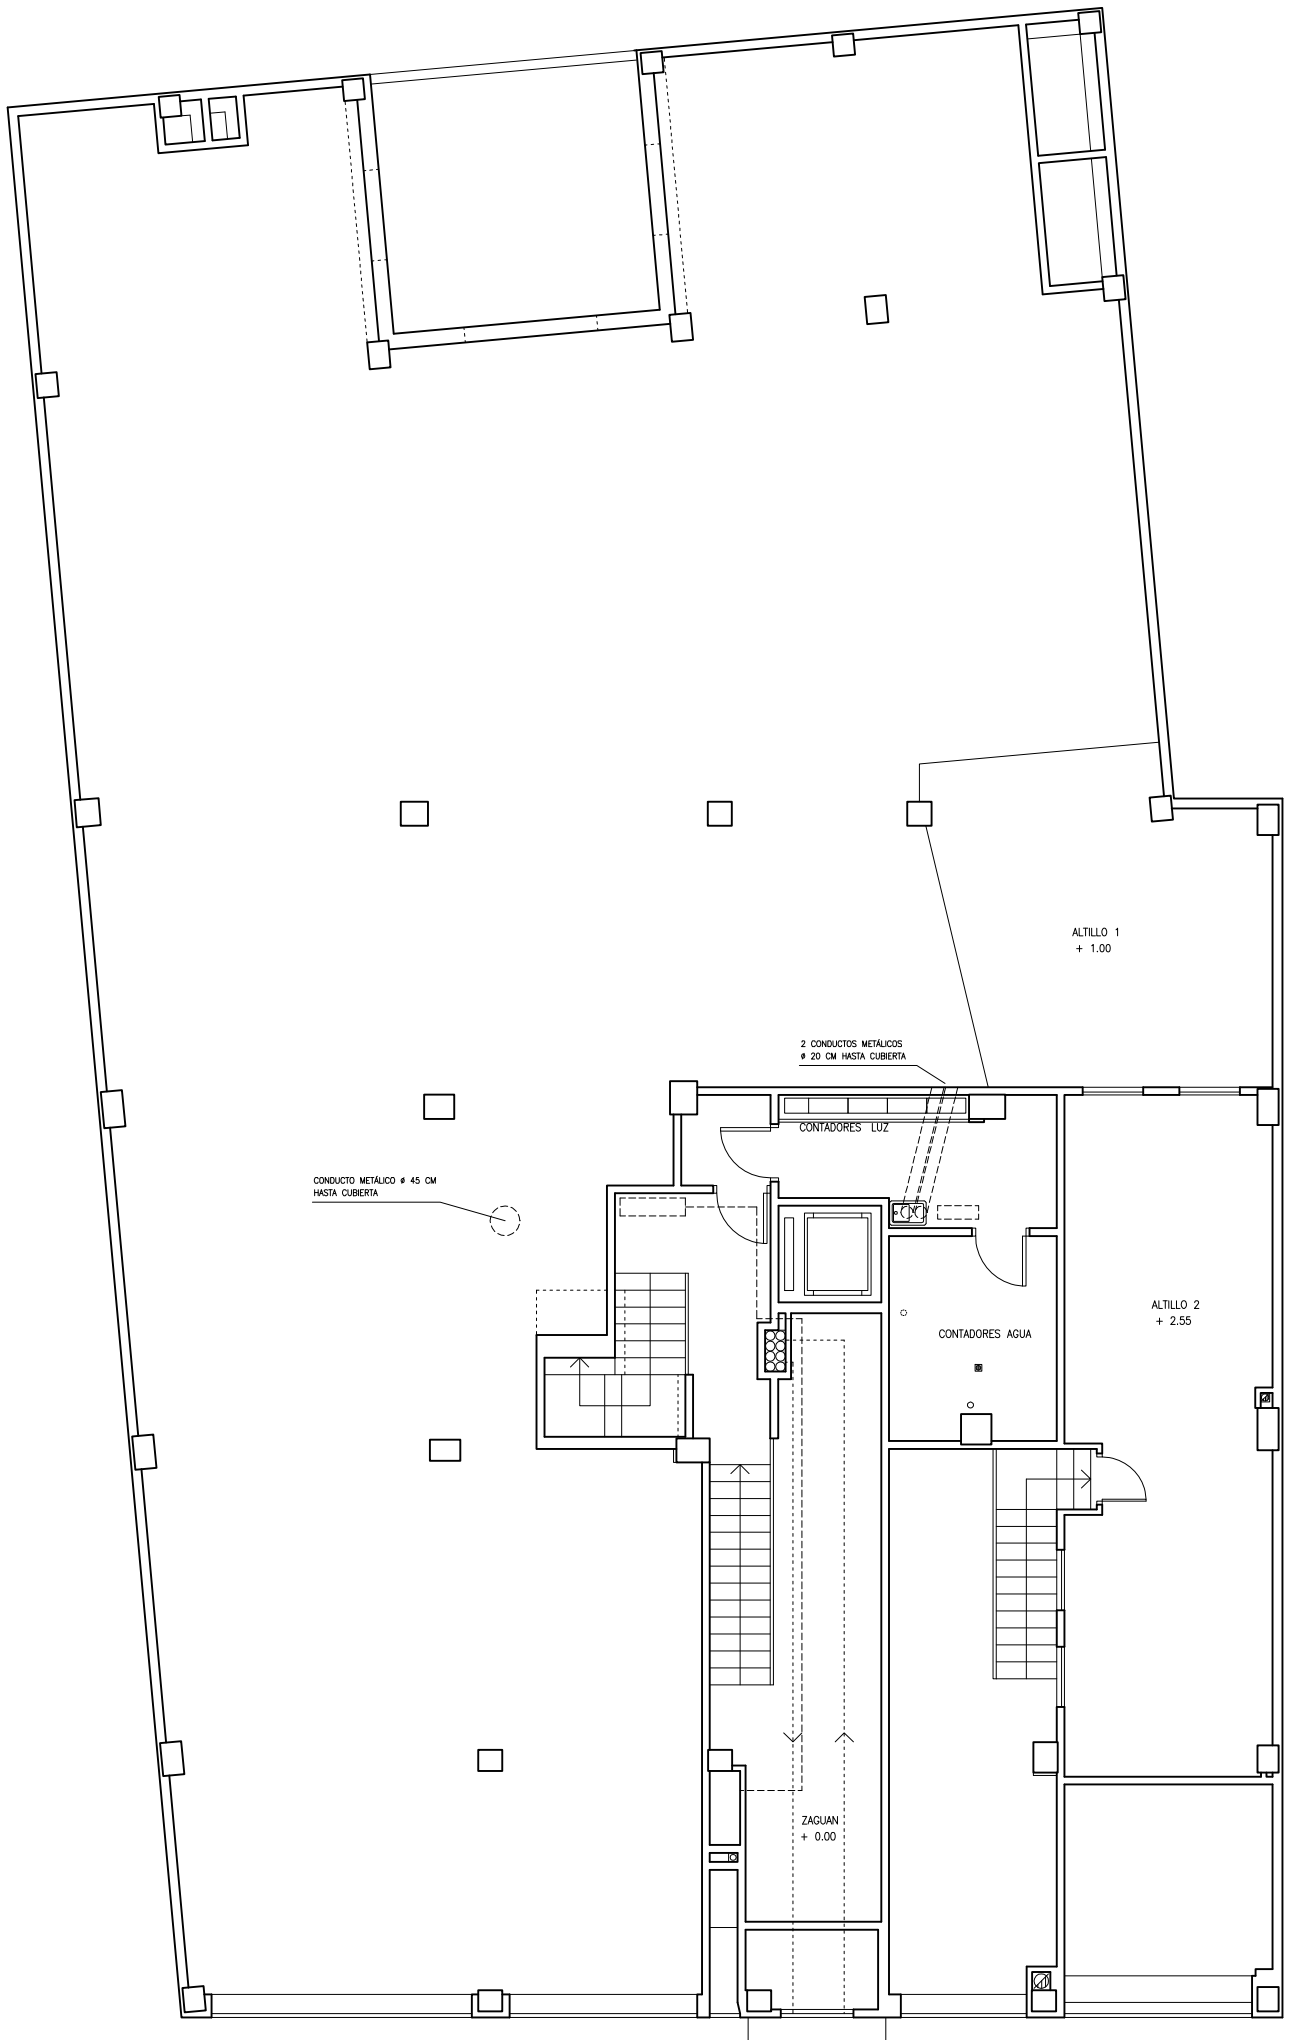 ALTILLO 1
+ 1.00
2 CONDUCTOS METÁLICOS
ø 20 CM HASTA CUBIERTA
CONTADORES LUZ
CONDUCTO METÁLICO ø 45 CM
HASTA CUBIERTA
ALTILLO 2
+ 2.55
CONTADORES AGUA
ZAGUAN
+ 0.00